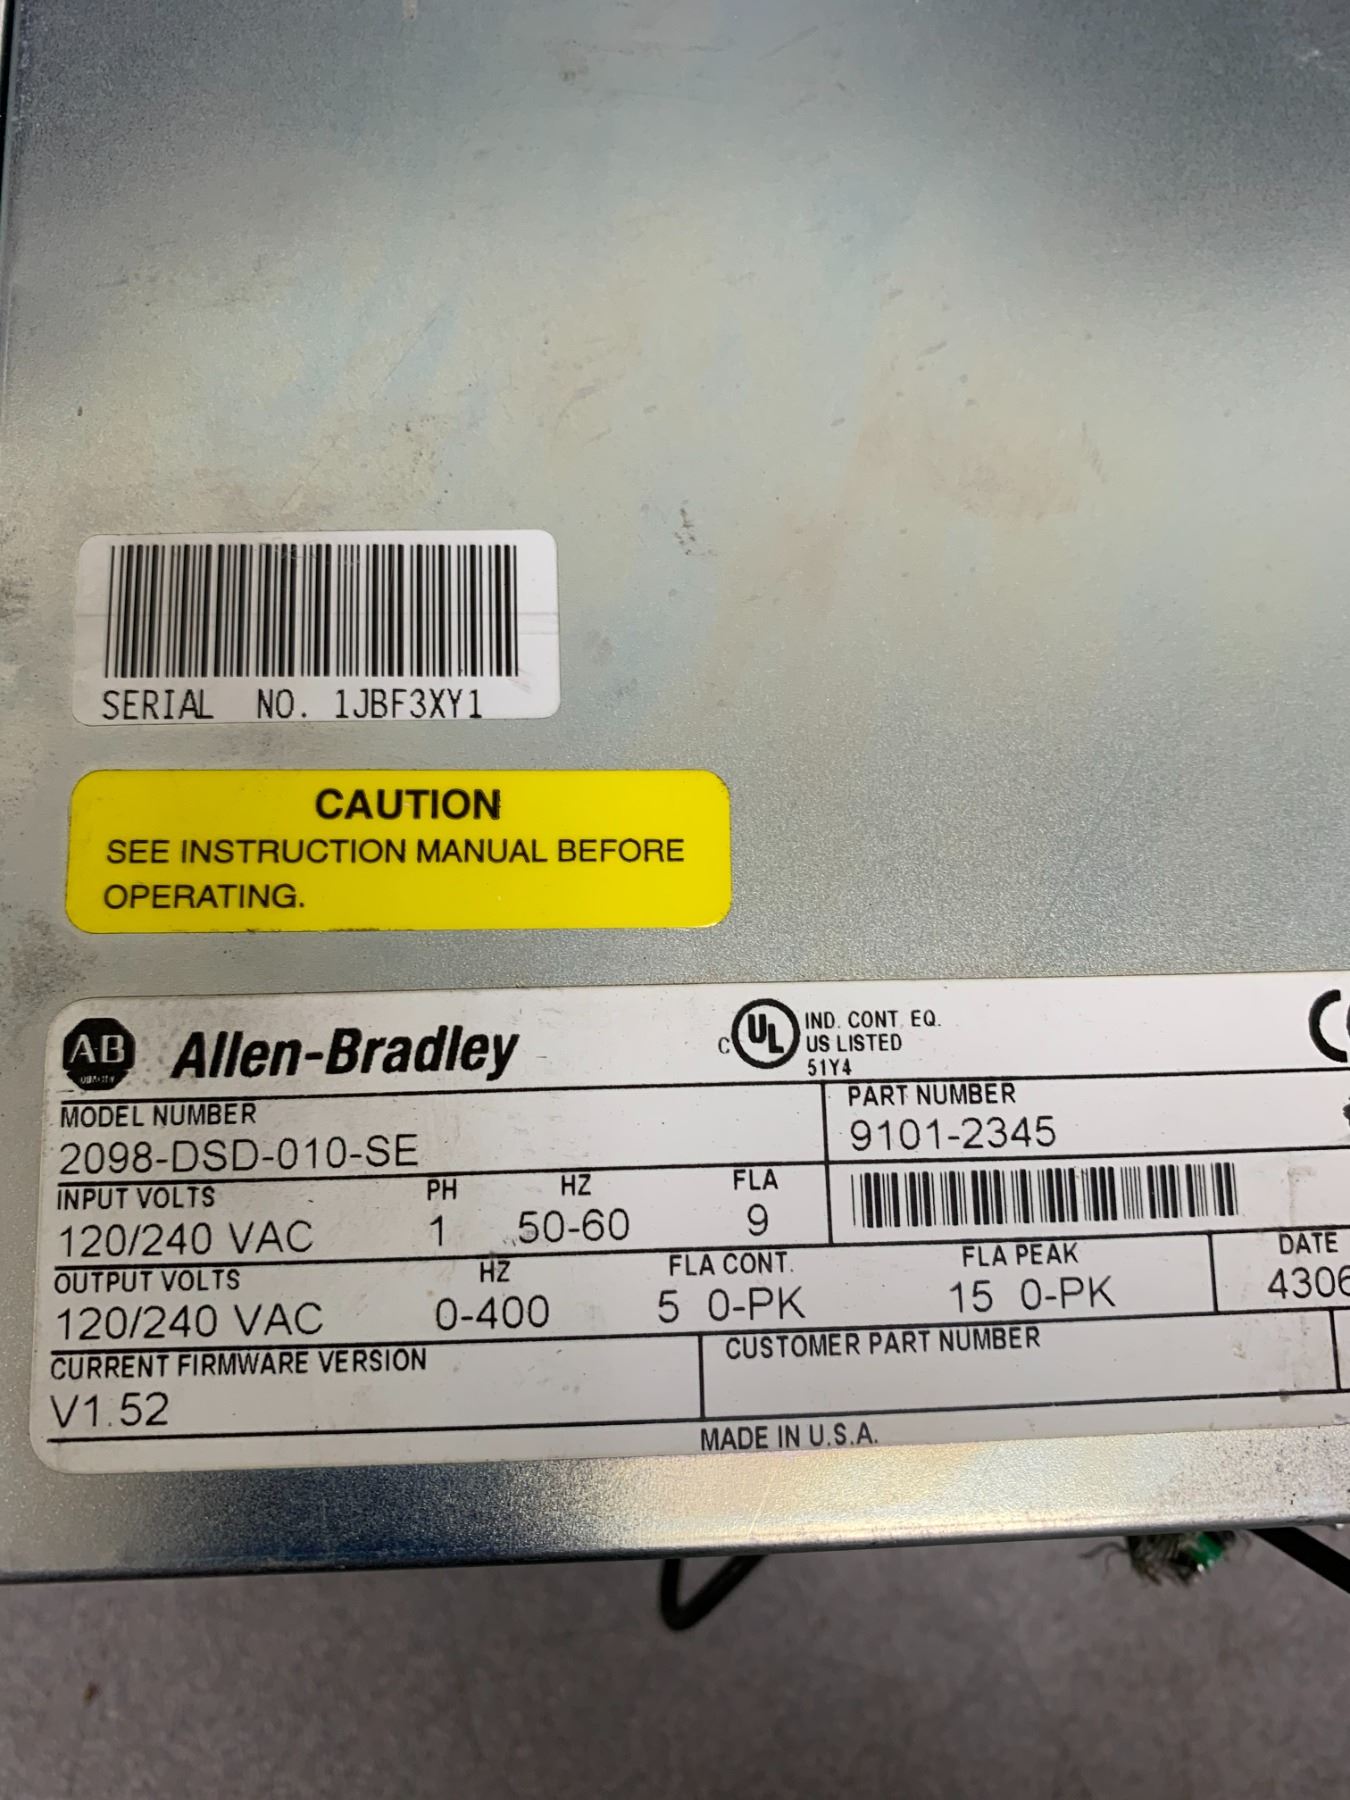 SERIAL NO. 1JBF3XY1
CAUTION
SEE INSTRUCTION MANUAL BEFORE
OPERATING.
AB
Allen-Bradley
C UL
IND. CONT. EQ.
US LISTED
51Y4
MODEL NUMBER
2098-DSD-010-SE
PART NUMBER
9101-2345
INPUT VOLTS PH HZ FLA
120/240 VAC 1 50-60 9
OUTPUT VOLTS HZ FLA CONT. FLA PEAK DATE
120/240 VAC 0-400 5 0-PK 15 0-PK 4306
CURRENT FIRMWARE VERSION
V1.52
CUSTOMER PART NUMBER
MADE IN U.S.A.